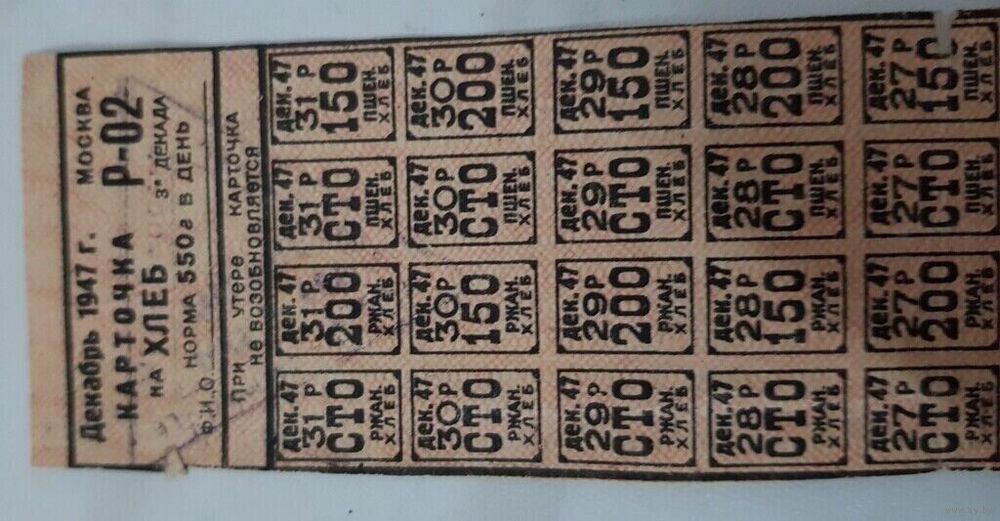 Декабрь 1947 г. МОСКВА
КАРТОЧКА Р-02
НА ХЛЕБ 3я ДЕКАДА
НОРМА 550г В ДЕНЬ
Ф.И.О.
ПРИ УТЕРЕ КАРТОЧКА
НЕ ВОЗОБНОВЛЯЕТСЯ
дек. 47 дек. 47 дек. 47 дек. 47
31 Р 31 Р 31 Р 31 Р
СТО 200 СТО 150
РЖАН. РЖАН. ПШЕН. ПШЕН.
ХЛЕБ ХЛЕБ ХЛЕБ ХЛЕБ
дек. 47 дек. 47 дек. 47 дек. 47
30 Р 30 Р 30 Р 30 Р
СТО 150 СТО 200
РЖАН. РЖАН. ПШЕН. ПШЕН.
ХЛЕБ ХЛЕБ ХЛЕБ ХЛЕБ
дек. 47 дек. 47 дек. 47 дек. 47
29 Р 29 Р 29 Р 29 Р
СТО 200 СТО 150
РЖАН. РЖАН. ПШЕН. ПШЕН.
ХЛЕБ ХЛЕБ ХЛЕБ ХЛЕБ
дек. 47 дек. 47 дек. 47 дек. 47
28 Р 28 Р 28 Р 28 Р
СТО 150 СТО 200
РЖАН. РЖАН. ПШЕН. ПШЕН.
ХЛЕБ ХЛЕБ ХЛЕБ ХЛЕБ
дек. 47 дек. 47 дек. 47 дек. 47
27 Р 27 Р 27 Р 27 Р
СТО 200 СТО 150
РЖАН. РЖАН. ПШЕН. ПШЕН.
ХЛЕБ ХЛЕБ ХЛЕБ ХЛЕБ